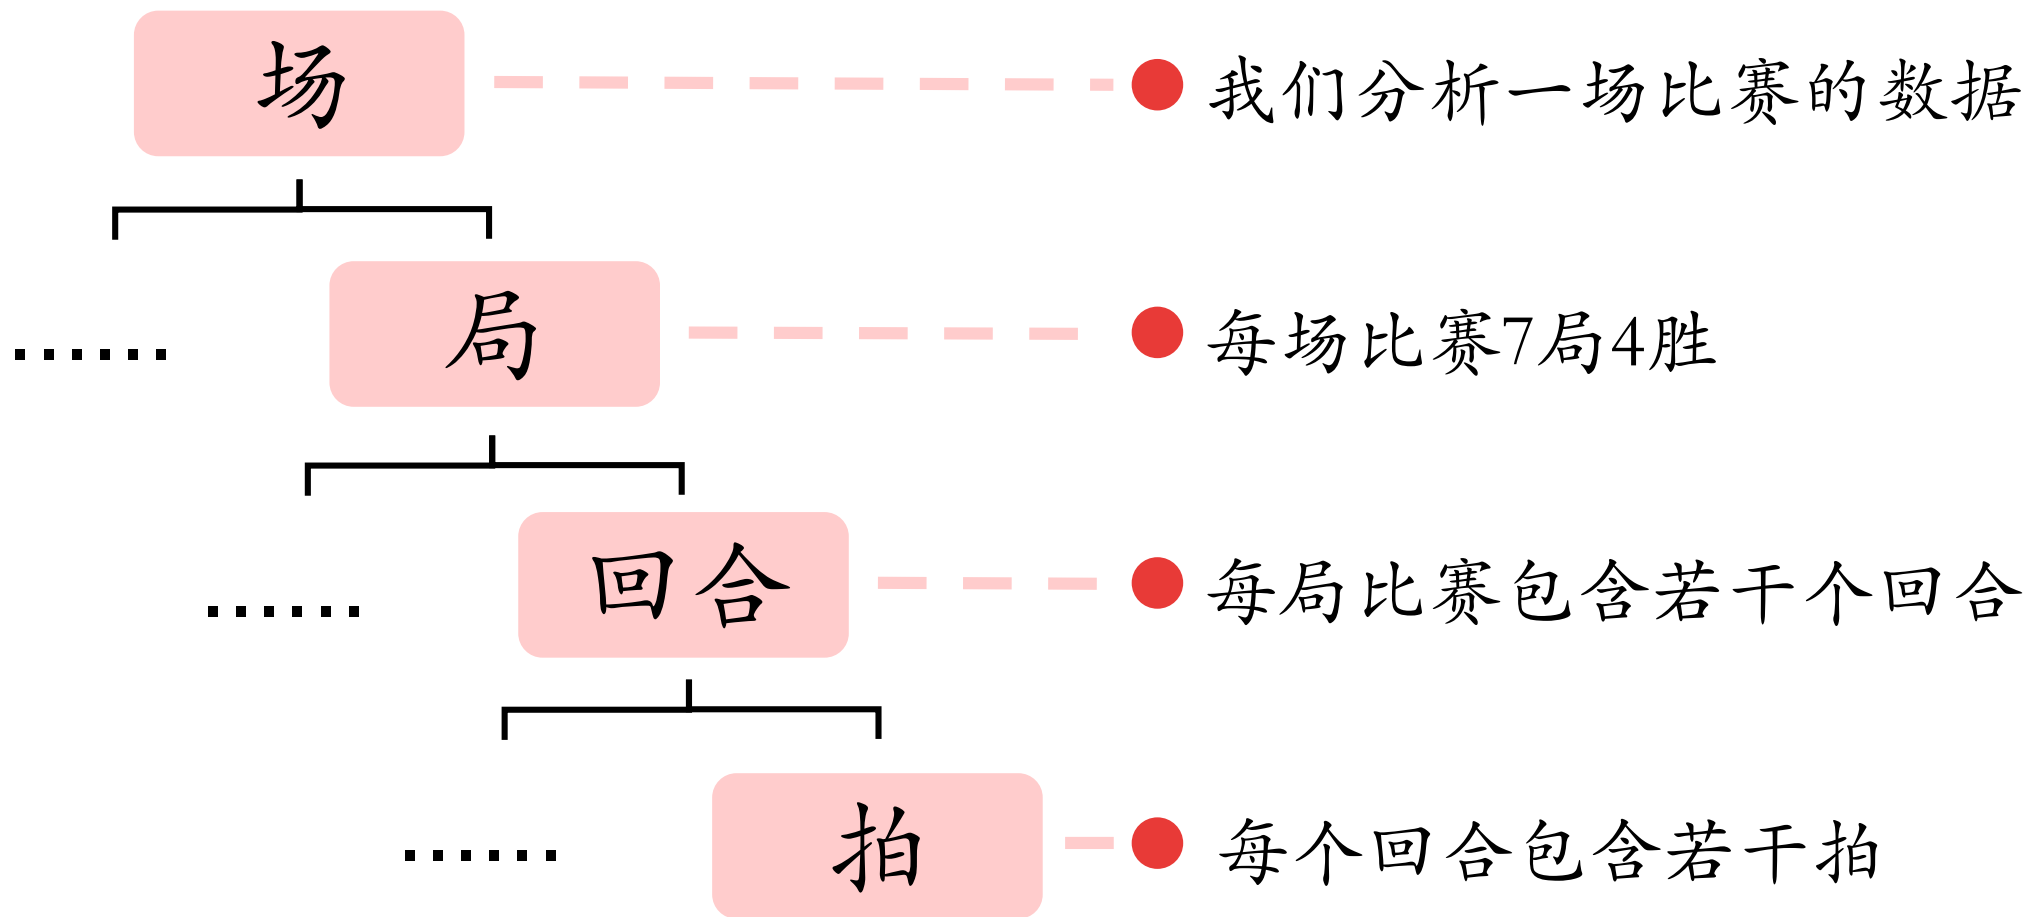 场
我们分析一场比赛的数据
局
每场比赛7局4胜
......
回合
每局比赛包含若干个回合
......
拍
每个回合包含若干拍
......